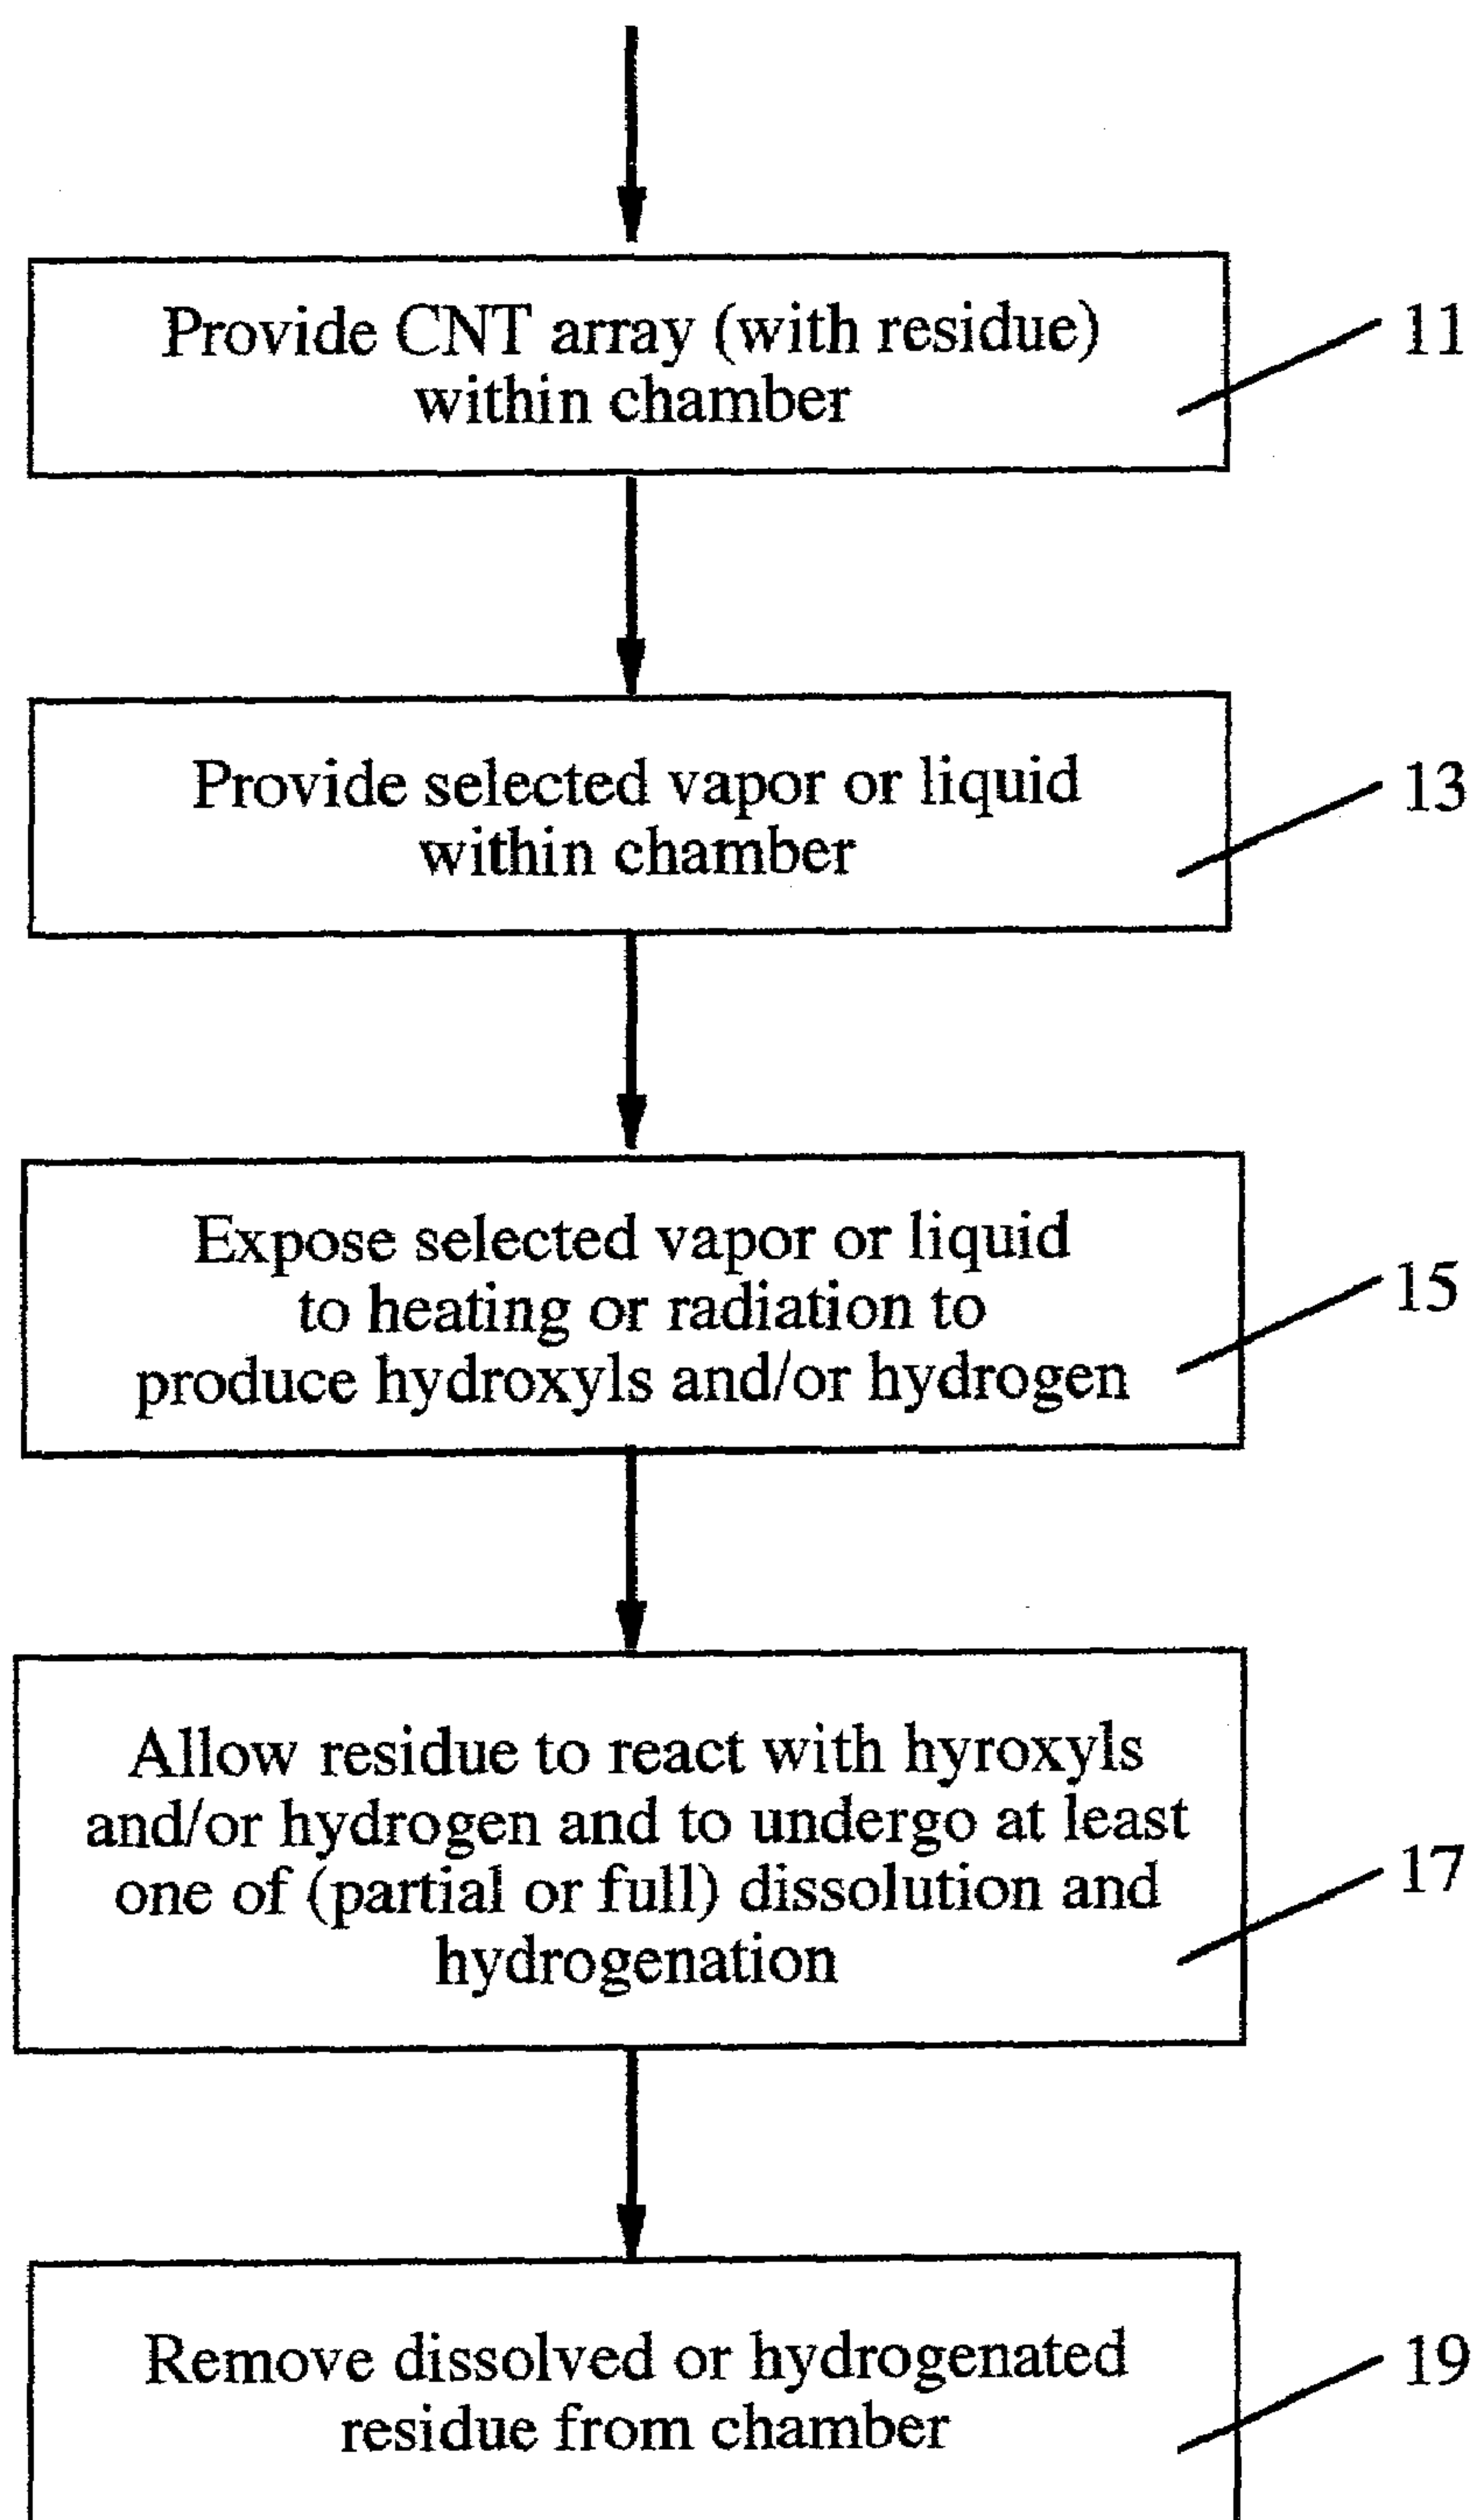 Provide CNT array (with residue)
within chamber
11
Provide selected vapor or liquid
within chamber
13
Expose selected vapor or liquid
to heating or radiation to
produce hydroxyls and/or hydrogen
15
Allow residue to react with hyroxyls
and/or hydrogen and to undergo at least
one of (partial or full) dissolution and
hydrogenation
17
Remove dissolved or hydrogenated
residue from chamber
19